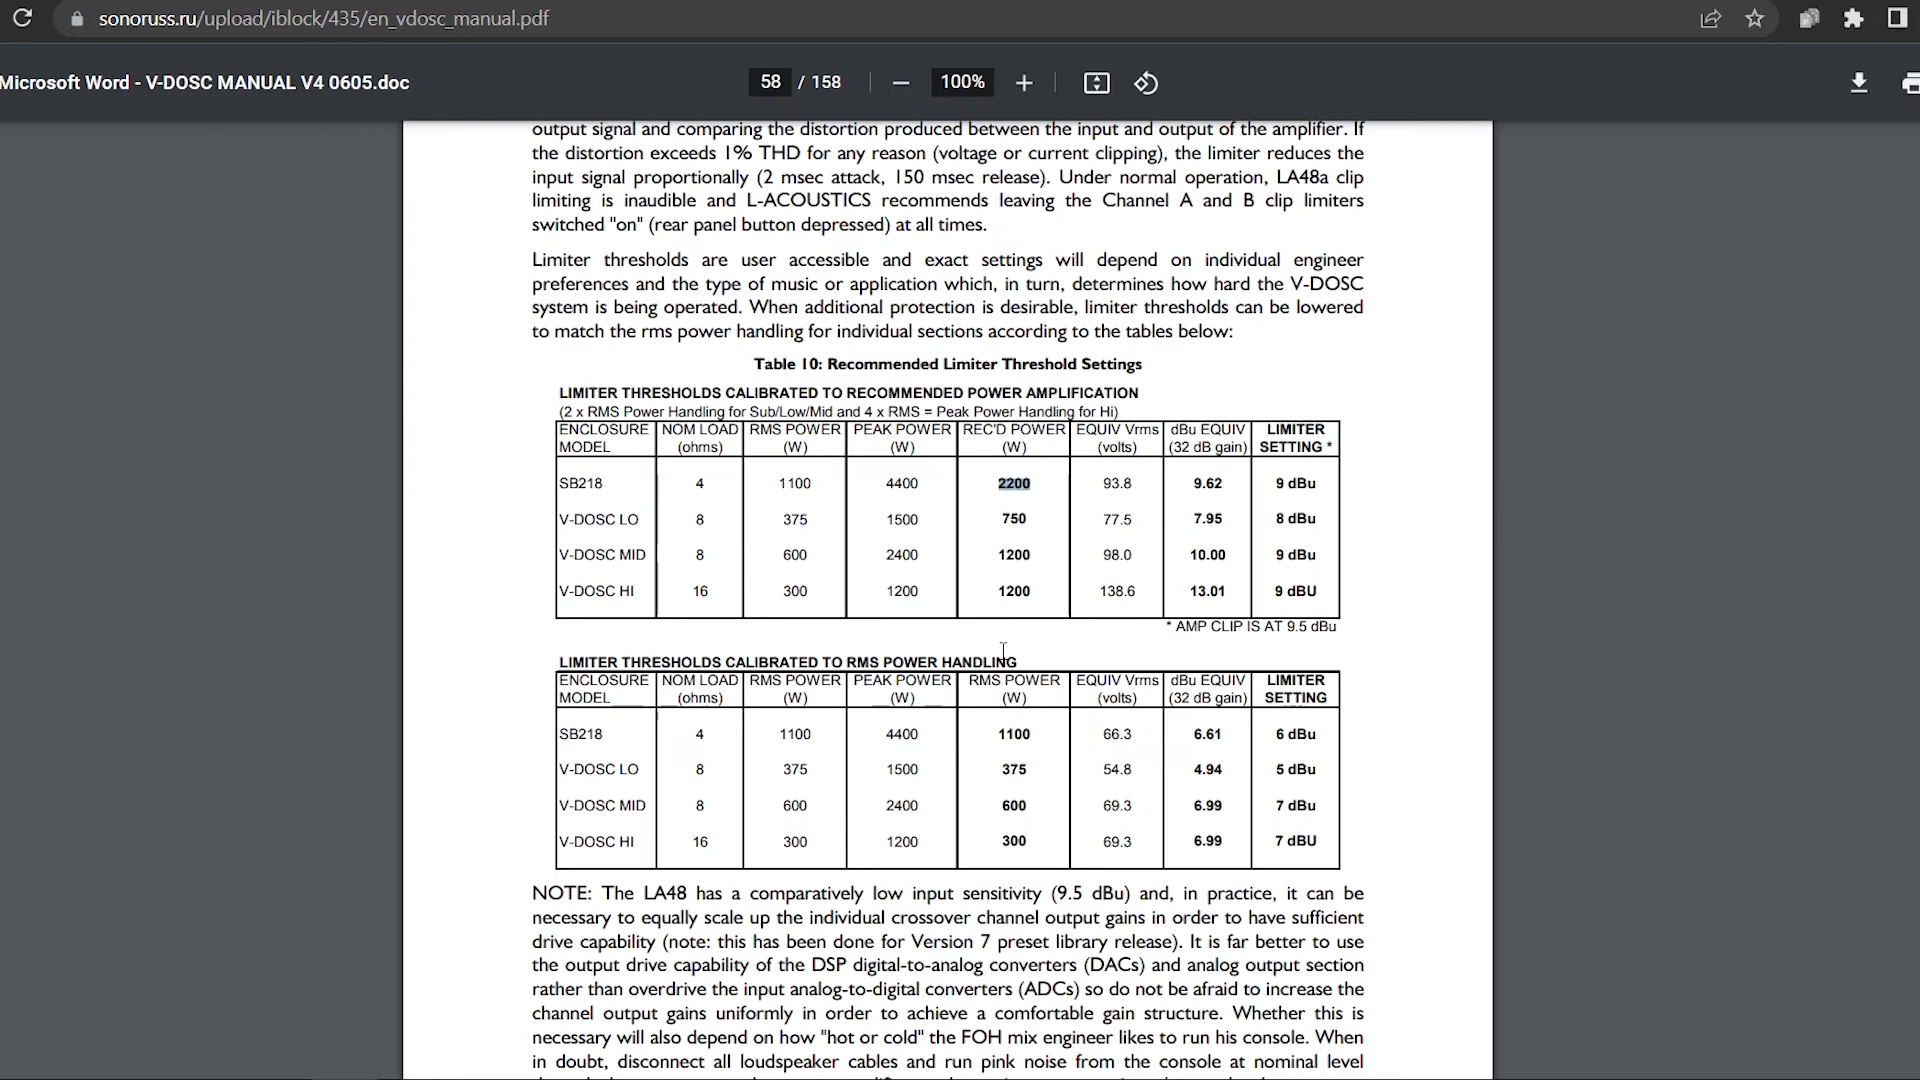 sonoruss.ru/upload/iblock/435/en_vdosc_manual.pdf
Microsoft Word - V-DOSC MANUAL V4 0605.doc
58 / 158
100%
output signal and comparing the distortion produced between the input and output of the amplifier. If
the distortion exceeds 1% THD for any reason (voltage or current clipping), the limiter reduces the
input signal proportionally (2 msec attack, 150 msec release). Under normal operation, LA48a clip
limiting is inaudible and L-ACOUSTICS recommends leaving the Channel A and B clip limiters
switched "on" (rear panel button depressed) at all times.
Limiter thresholds are user accessible and exact settings will depend on individual engineer
preferences and the type of music or application which, in turn, determines how hard the V-DOSC
system is being operated. When additional protection is desirable, limiter thresholds can be lowered
to match the rms power handling for individual sections according to the tables below:
Table 10: Recommended Limiter Threshold Settings
LIMITER THRESHOLDS CALIBRATED TO RECOMMENDED POWER AMPLIFICATION
(2 x RMS Power Handling for Sub/Low/Mid and 4 x RMS = Peak Power Handling for Hi)
ENCLOSURE NOM LOAD RMS POWER PEAK POWER REC'D POWER EQUIV Vrms dBu EQUIV LIMITER
MODEL (ohms) (W) (W) (W) (volts) (32 dB gain) SETTING *
SB218 4 1100 4400 2200 93.8 9.62 9 dBu
V-DOSC LO 8 375 1500 750 77.5 7.95 8 dBu
V-DOSC MID 8 600 2400 1200 98.0 10.00 9 dBu
V-DOSC HI 16 300 1200 1200 138.6 13.01 9 dBU
* AMP CLIP IS AT 9.5 dBu
LIMITER THRESHOLDS CALIBRATED TO RMS POWER HANDLING
ENCLOSURE NOM LOAD RMS POWER PEAK POWER RMS POWER EQUIV Vrms dBu EQUIV LIMITER
MODEL (ohms) (W) (W) (W) (volts) (32 dB gain) SETTING
SB218 4 1100 4400 1100 66.3 6.61 6 dBu
V-DOSC LO 8 375 1500 375 54.8 4.94 5 dBu
V-DOSC MID 8 600 2400 600 69.3 6.99 7 dBu
V-DOSC HI 16 300 1200 300 69.3 6.99 7 dBU
NOTE: The LA48 has a comparatively low input sensitivity (9.5 dBu) and, in practice, it can be
necessary to equally scale up the individual crossover channel output gains in order to have sufficient
drive capability (note: this has been done for Version 7 preset library release). It is far better to use
the output drive capability of the DSP digital-to-analog converters (DACs) and analog output section
rather than overdrive the input analog-to-digital converters (ADCs) so do not be afraid to increase the
channel output gains uniformly in order to achieve a comfortable gain structure. Whether this is
necessary will also depend on how "hot or cold" the FOH mix engineer likes to run his console. When
in doubt, disconnect all loudspeaker cables and run pink noise from the console at nominal level